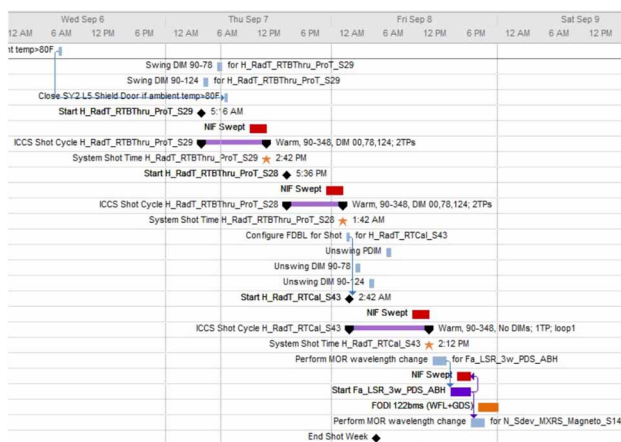 Wed Sep 6 Thu Sep 7 Fri Sep 8 Sat Sep 9
12 AM 6 AM 12 PM 6 PM 12 AM 6 AM 12 PM 6 PM 12 AM 6 AM 12 PM 6 PM 12 AM 6 AM 12 PM
ambient temp>80F
Swing DIM 90-78 for H_RadT_RTBThru_ProT_S29
Swing DIM 90-124 for H_RadT_RTBThru_ProT_S29
Close SY2 L5 Shield Door if ambient temp>80F
Start H_RadT_RTBThru_ProT_S29 5:16 AM
NIF Swept
ICCS Shot Cycle H_RadT_RTBThru_ProT_S29 Warm, 90-348, DIM 00,78,124; 2TPs
System Shot Time H_RadT_RTBThru_ProT_S29 2:42 PM
Start H_RadT_RTBThru_ProT_S28 5:36 PM
NIF Swept
ICCS Shot Cycle H_RadT_RTBThru_ProT_S28 Warm, 90-348, DIM 00,78,124; 2TPs
System Shot Time H_RadT_RTBThru_ProT_S28 1:42 AM
Configure FDBL for Shot for H_RadT_RTCal_S43
Unswing PDIM
Unswing DIM 90-78
Unswing DIM 90-124
Start H_RadT_RTCal_S43 2:42 AM
NIF Swept
ICCS Shot Cycle H_RadT_RTCal_S43 Warm, 90-348, No DIMs; 1TP; loop1
System Shot Time H_RadT_RTCal_S43 2:12 PM
Perform MOR wavelength change for Fa_LSR_3w_PDS_ABH
NIF Swept
Start Fa_LSR_3w_PDS_ABH
FODI 122bms (WFL+GDS)
Perform MOR wavelength change for N_Sdev_MXRS_Magneto_S14
End Shot Week